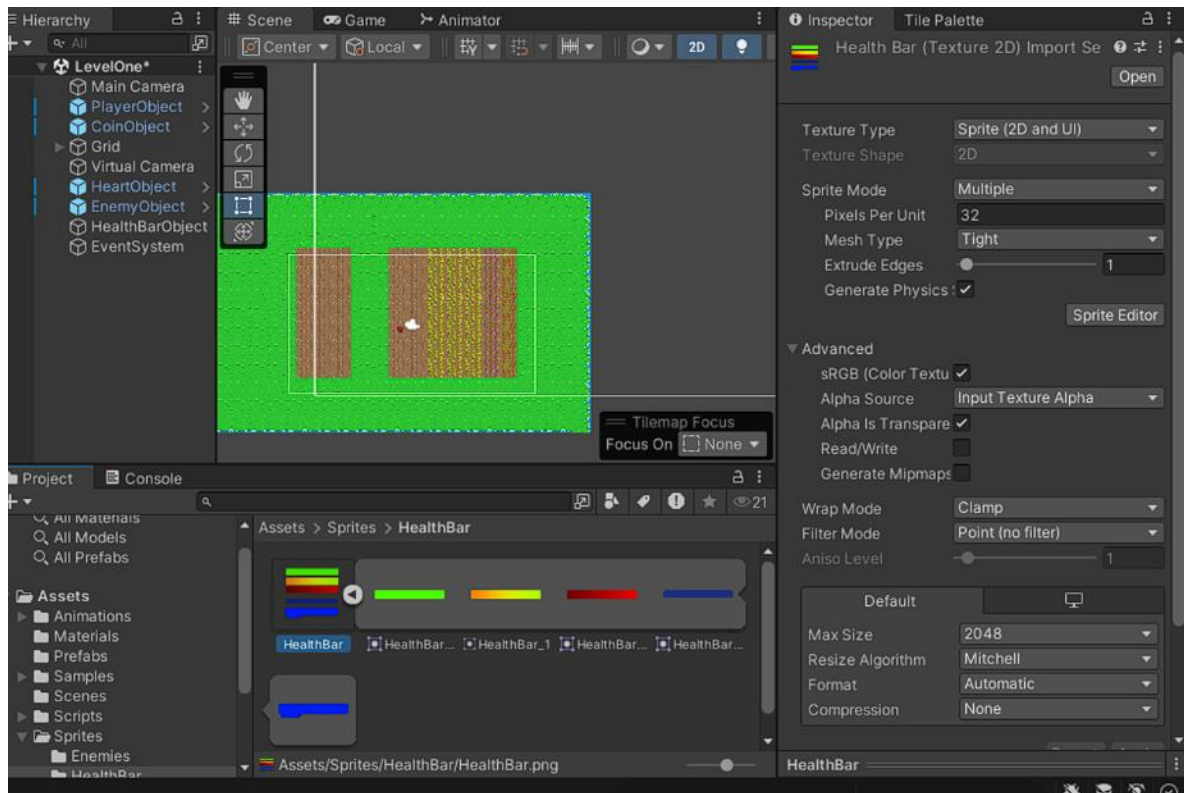 Hierarchy
All
LevelOne*
Main Camera
PlayerObject
CoinObject
Grid
Virtual Camera
HeartObject
EnemyObject
HealthBarObject
EventSystem
Scene Game Animator
Center Local 2D
Tilemap Focus
Focus On None
Project Console
21
All Materials
All Models
All Prefabs
Assets
Animations
Materials
Prefabs
Samples
Scenes
Scripts
Sprites
Enemies
HealthBar
Assets > Sprites > HealthBar
HealthBar HealthBar... HealthBar_1 HealthBar... HealthBar...
Assets/Sprites/HealthBar/HealthBar.png
Inspector Tile Palette
Health Bar (Texture 2D) Import Se
Open
Texture Type Sprite (2D and UI)
Texture Shape 2D
Sprite Mode Multiple
Pixels Per Unit 32
Mesh Type Tight
Extrude Edges 1
Generate Physics
Sprite Editor
Advanced
sRGB (Color Textu
Alpha Source Input Texture Alpha
Alpha Is Transpare
Read/Write
Generate Mipmaps
Wrap Mode Clamp
Filter Mode Point (no filter)
Aniso Level 1
Default
Max Size 2048
Resize Algorithm Mitchell
Format Automatic
Compression None
HealthBar